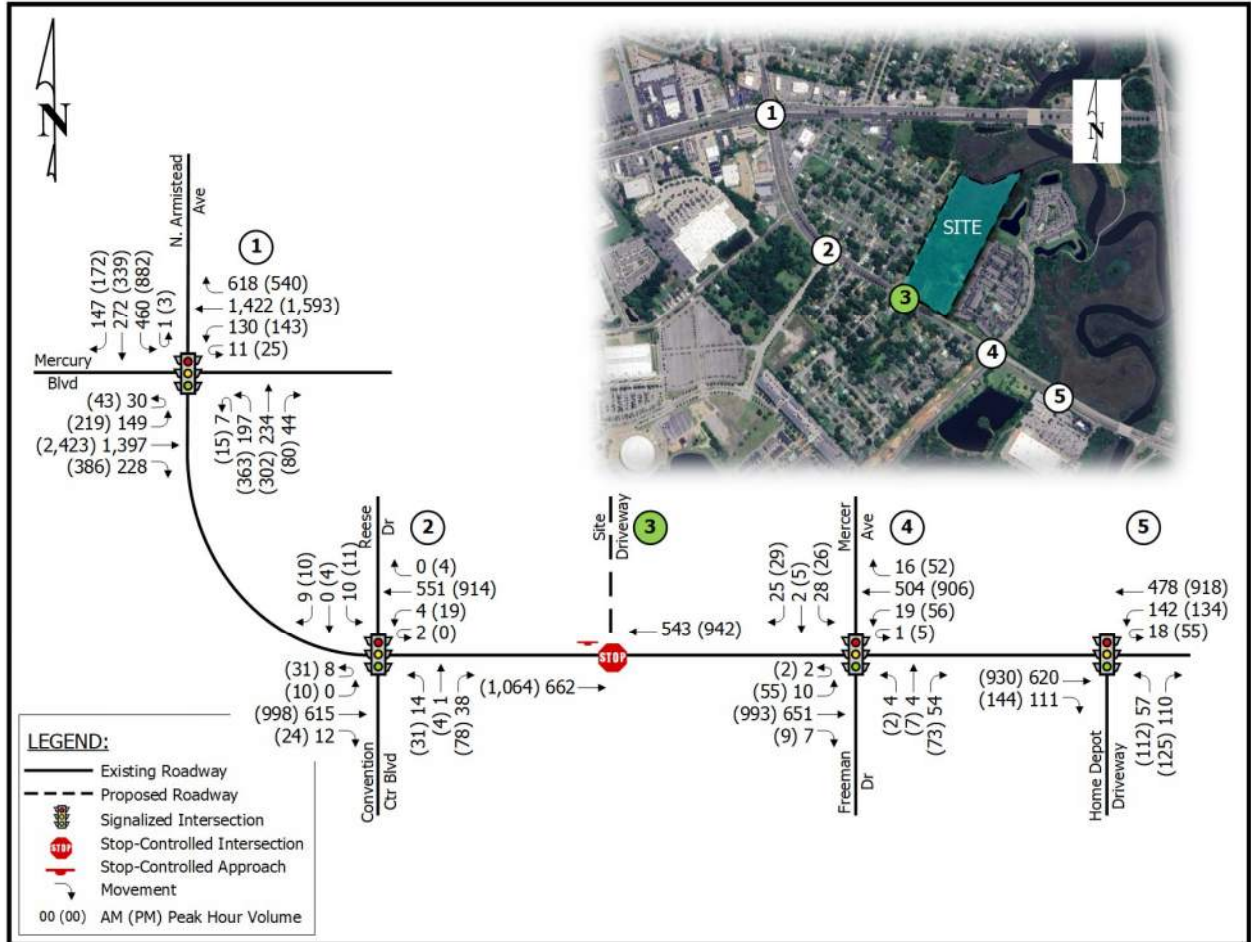 N
N
1
2
SITE
3
4
5
N. Armistead
Ave
1
147 (172)
272 (339)
460 (882)
1 (3)
618 (540)
1,422 (1,593)
130 (143)
11 (25)
Mercury
Blvd
(43) 30
(219) 149
(2,423) 1,397
(386) 228
(15) 7
(363) 197
(302) 234
(80) 44
Reese
Dr
2
9 (10)
0 (4)
10 (11)
0 (4)
551 (914)
4 (19)
2 (0)
(31) 8
(10) 0
(998) 615
(24) 12
(31) 14
(4) 1
(78) 38
Convention
Ctr Blvd
Site
Driveway
3
543 (942)
STOP
(1,064) 662
Mercer
Ave
4
25 (29)
2 (5)
28 (26)
16 (52)
504 (906)
19 (56)
1 (5)
(2) 2
(55) 10
(993) 651
(9) 7
(2) 4
(7) 4
(73) 54
Freeman
Dr
5
478 (918)
142 (134)
18 (55)
(930) 620
(144) 111
(112) 57
(125) 110
Home Depot
Driveway
LEGEND:
Existing Roadway
Proposed Roadway
Signalized Intersection
STOP Stop-Controlled Intersection
Stop-Controlled Approach
Movement
00 (00) AM (PM) Peak Hour Volume